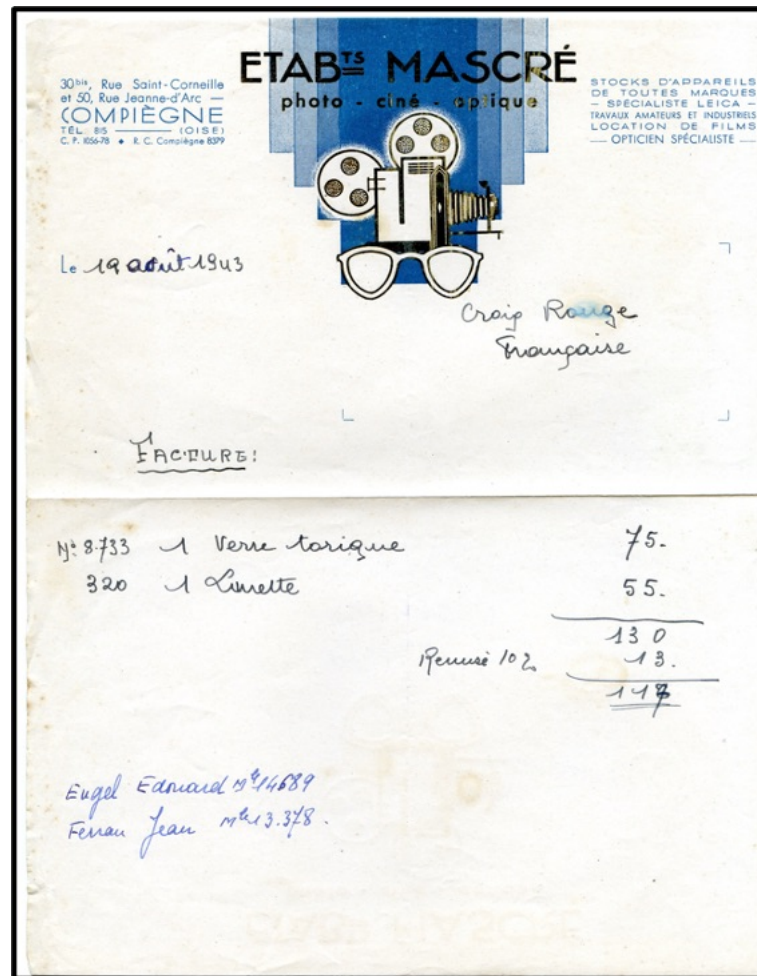 ETABTS MASCRÉ
photo - ciné - optique
30bis, Rue Saint-Corneille
et 50, Rue Jeanne-d'Arc —
COMPIÈGNE
TÉL. 815 — (OISE)
C. P. 1056-78 ♦ R. C. Compiègne 8379
STOCKS D'APPAREILS
DE TOUTES MARQUES
— SPÉCIALISTE LEICA —
TRAVAUX AMATEURS ET INDUSTRIELS
LOCATION DE FILMS
— OPTICIEN SPÉCIALISTE —
Le 19 août 1943
Croix Rouge
Française
FACTURE:
No: 8.733 1 Verre torique 75.
320 1 Lunette 55.
130
Remise 10% 13.
117
Engel Edouard Mle 14689
Ferrau Jean Mle 13.378.